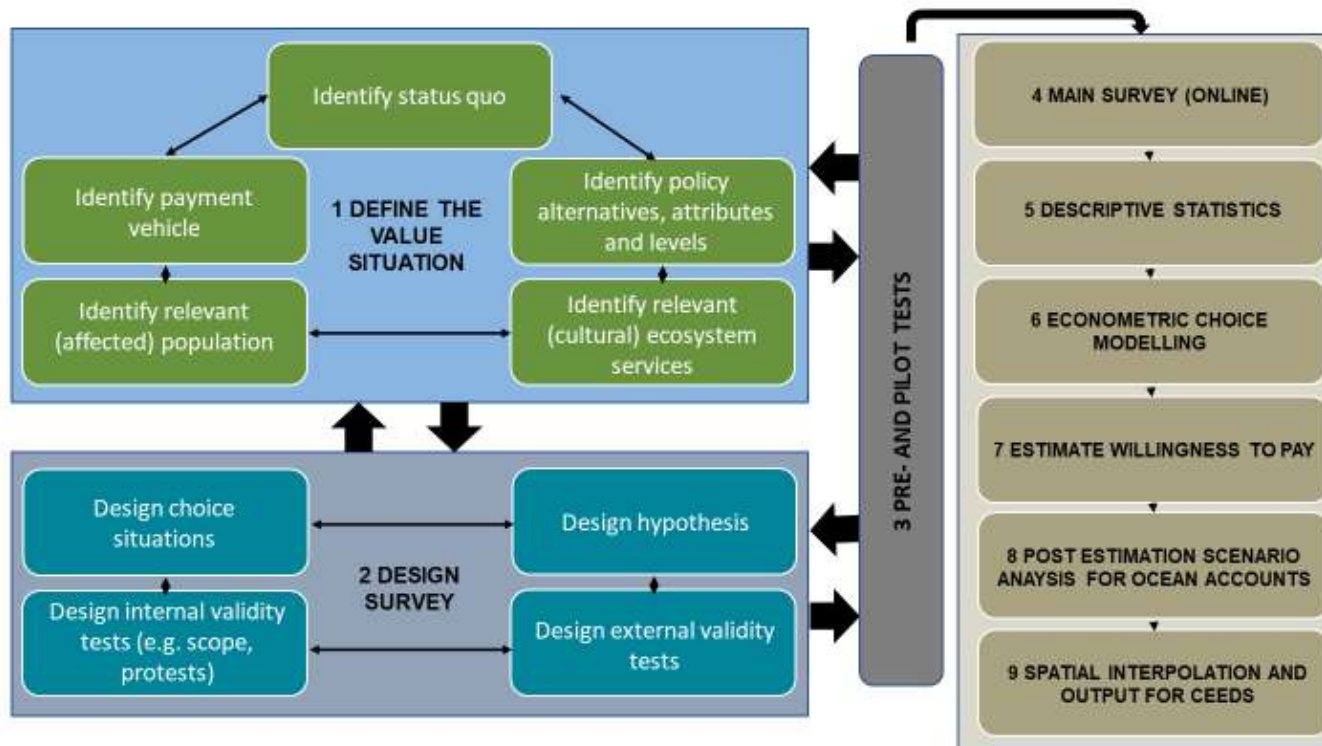 Identify status quo
Identify payment
vehicle
Identify policy
alternatives, attributes
and levels
1 DEFINE THE
VALUE
SITUATION
Identify relevant
(affected) population
Identify relevant
(cultural) ecosystem
services
Design choice
situations
Design hypothesis
2 DESIGN
SURVEY
Design internal validity
tests (e.g. scope,
protests)
Design external validity
tests
3 PRE- AND PILOT TESTS
4 MAIN SURVEY (ONLINE)
5 DESCRIPTIVE STATISTICS
6 ECONOMETRIC CHOICE
MODELLING
7 ESTIMATE WILLINGNESS TO PAY
8 POST ESTIMATION SCENARIO
ANAYSIS FOR OCEAN ACCOUNTS
9 SPATIAL INTERPOLATION AND
OUTPUT FOR CEEDS